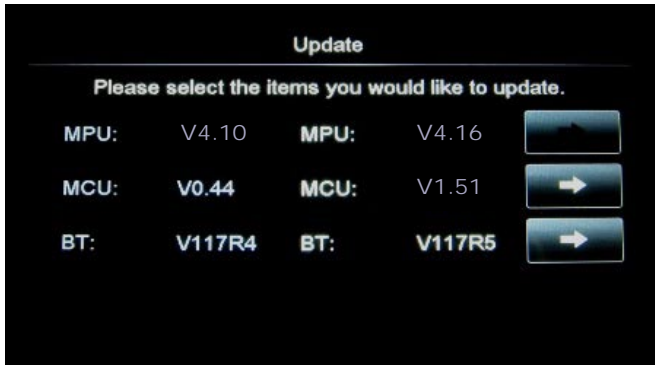 Update
Please select the items you would like to update.
MPU: V4.10 MPU: V4.16
MCU: V0.44 MCU: V1.51
BT: V117R4 BT: V117R5